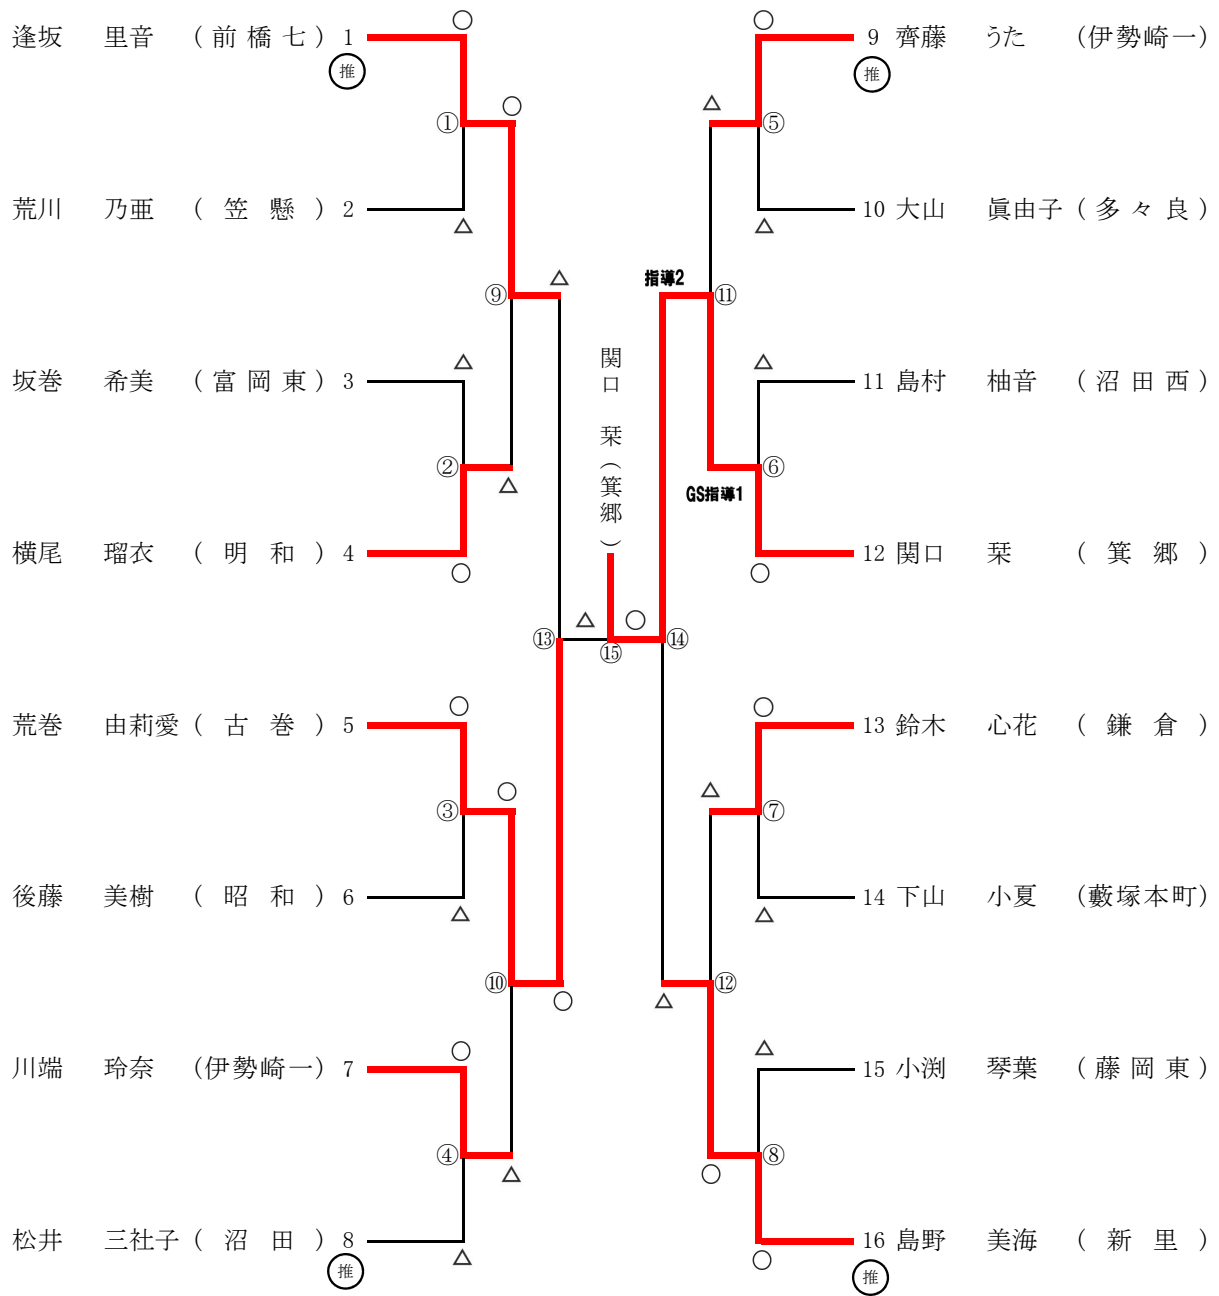 逢坂 里音 (前橋七) 1
推
荒川 乃亜 (笠懸) 2
坂巻 希美 (富岡東) 3
横尾 瑠衣 (明和) 4
荒巻 由莉愛 (古巻) 5
後藤 美樹 (昭和) 6
川端 玲奈 (伊勢崎一) 7
松井 三社子 (沼田) 8
推
①
②
③
④
⑨
⑩
⑬
関口 栞 (箕郷)
⑮
⑭
指導2
⑪
GS指導1
⑫
⑤
⑥
⑦
⑧
9 齊藤 うた (伊勢崎一)
推
10 大山 眞由子 (多々良)
11 島村 柚音 (沼田西)
12 関口 栞 (箕郷)
13 鈴木 心花 (鎌倉)
14 下山 小夏 (藪塚本町)
15 小渕 琴葉 (藤岡東)
16 島野 美海 (新里)
推